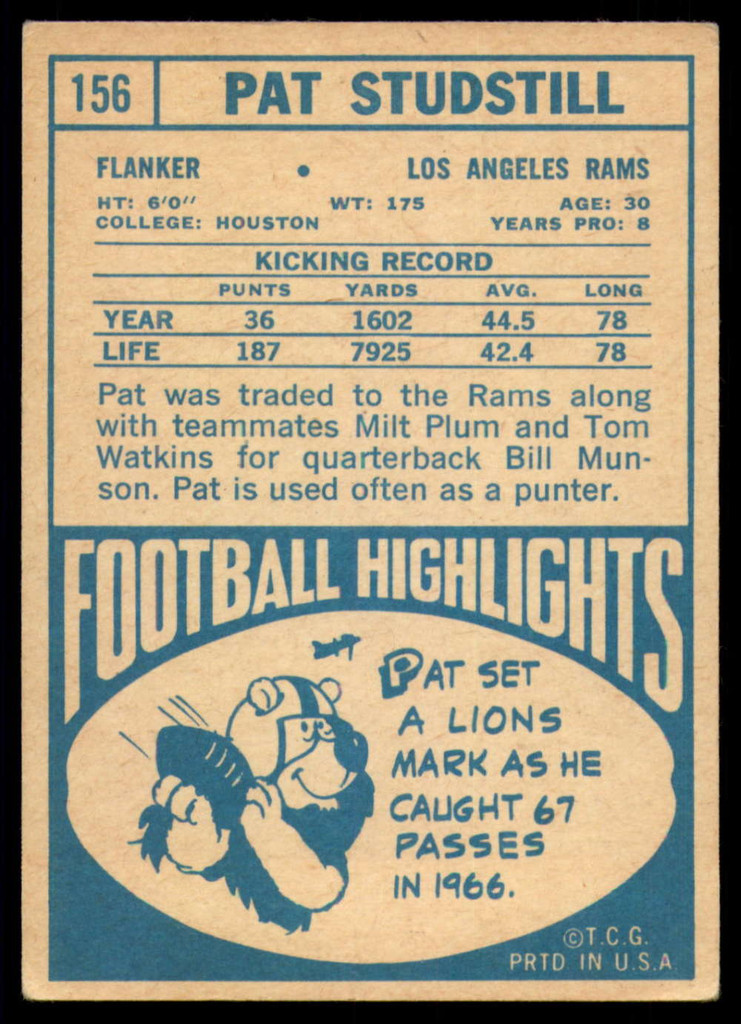 156 PAT STUDSTILL
FLANKER • LOS ANGELES RAMS
HT: 6'0" WT: 175 AGE: 30
COLLEGE: HOUSTON YEARS PRO: 8
KICKING RECORD
PUNTS YARDS AVG. LONG
YEAR 36 1602 44.5 78
LIFE 187 7925 42.4 78
Pat was traded to the Rams along
with teammates Milt Plum and Tom
Watkins for quarterback Bill Mun-
son. Pat is used often as a punter.
FOOTBALL HIGHLIGHTS
PAT SET
A LIONS
MARK AS HE
CAUGHT 67
PASSES
IN 1966.
©T.C.G.
PRTD IN U.S.A.